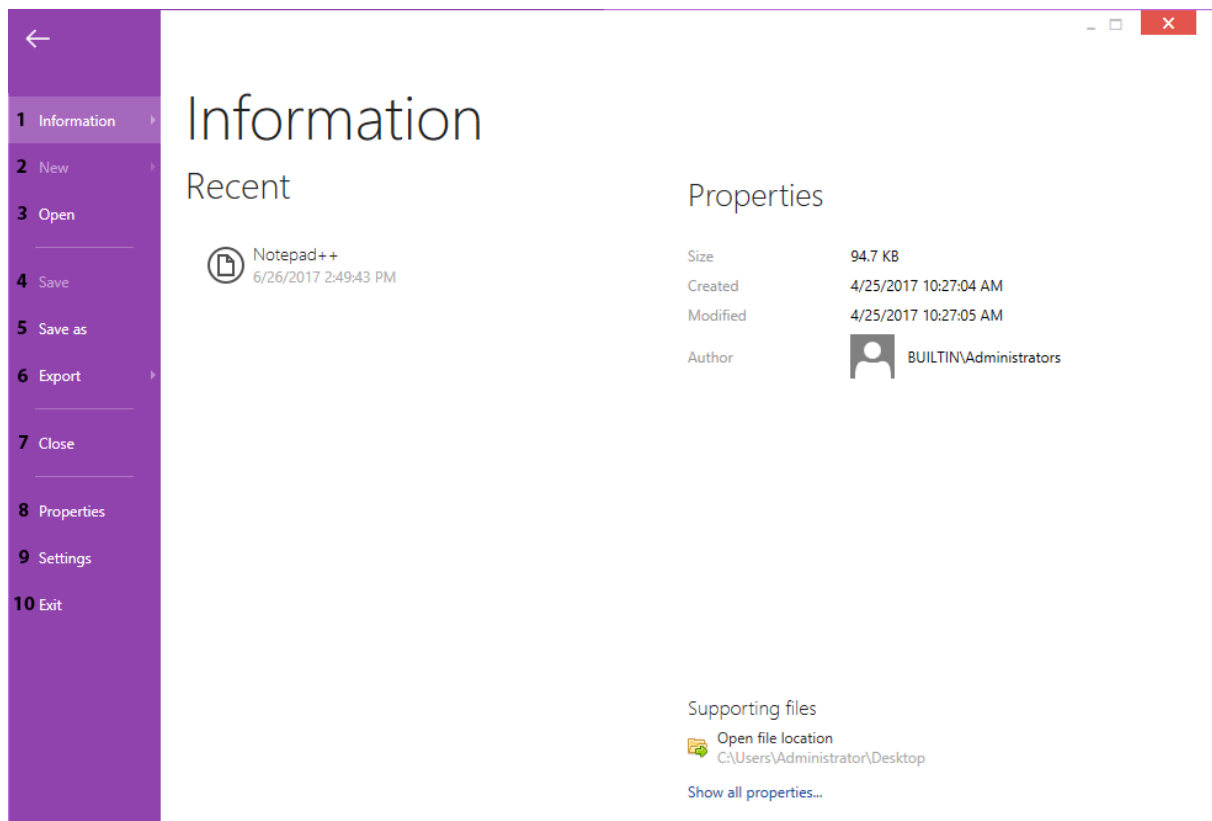 1 Information
2 New
3 Open
4 Save
5 Save as
6 Export
7 Close
8 Properties
9 Settings
10 Exit
Information
Recent
Notepad++
6/26/2017 2:49:43 PM
Properties
Size 94.7 KB
Created 4/25/2017 10:27:04 AM
Modified 4/25/2017 10:27:05 AM
Author BUILTIN\Administrators
Supporting files
Open file location
C:\Users\Administrator\Desktop
Show all properties...